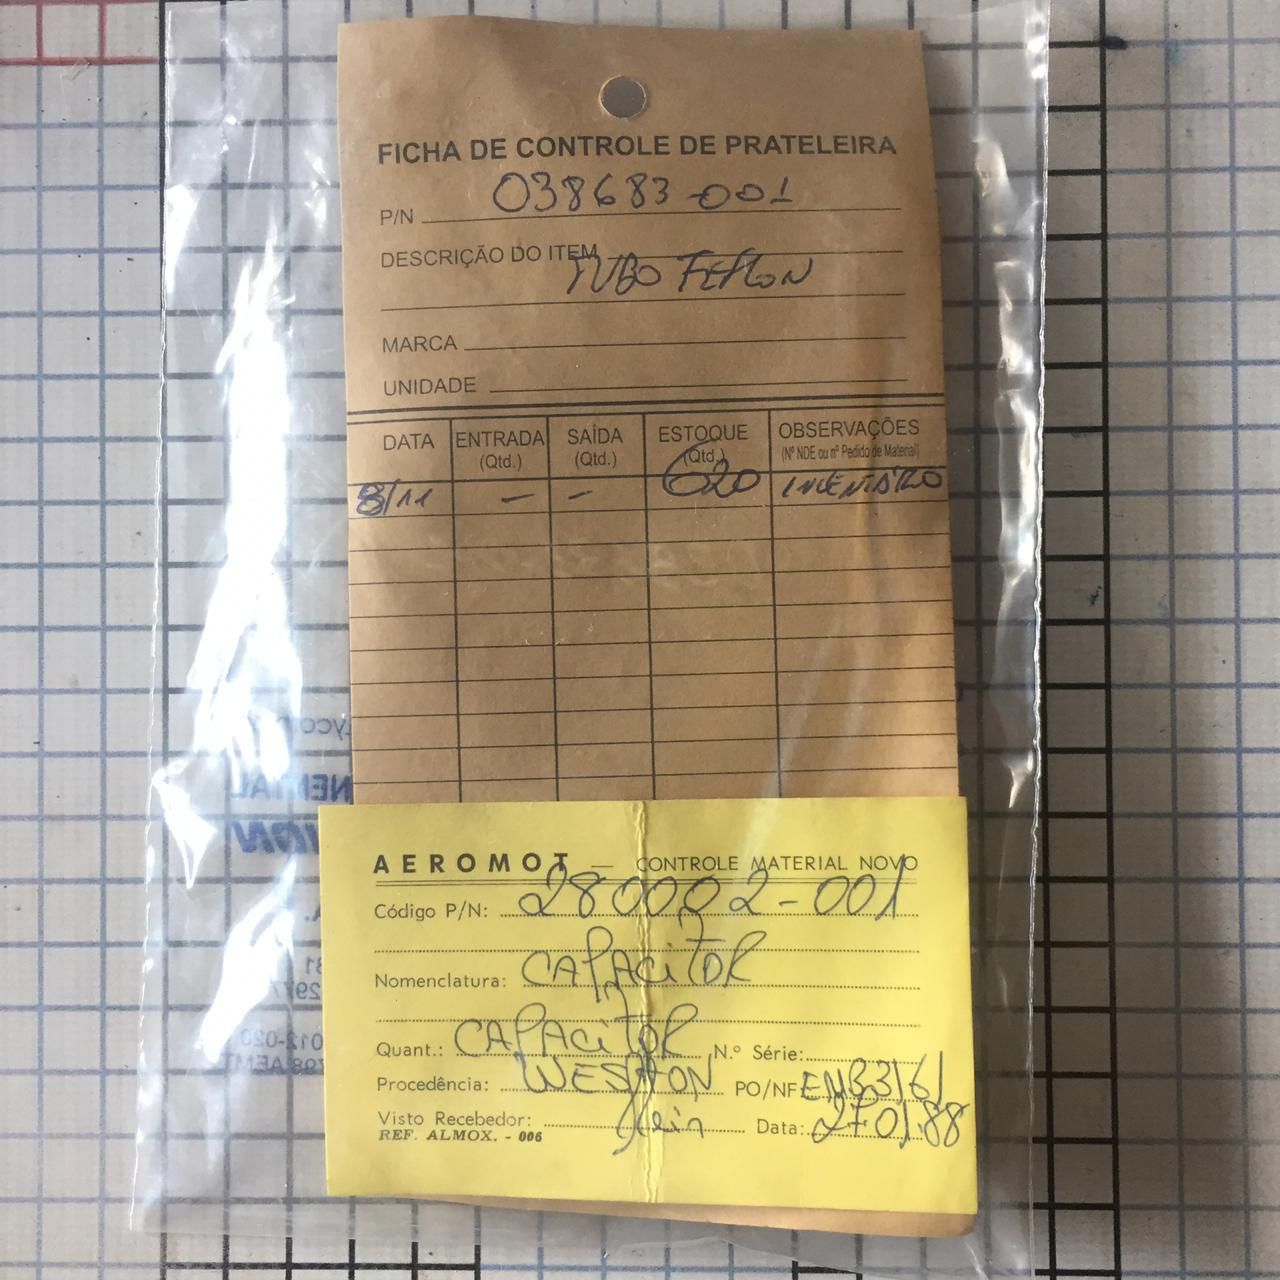 FICHA DE CONTROLE DE PRATELEIRA
P/N 038683-001
DESCRIÇÃO DO ITEM
TUBO TEFLON
MARCA
UNIDADE
DATA ENTRADA (Qtd.) SAÍDA (Qtd.) ESTOQUE (Qtd.) OBSERVAÇÕES (Nº NDE ou nº Pedido de Material)
8/11 - - 620 INVENTÁRIO
AEROMOT — CONTROLE MATERIAL NOVO
Código P/N: 280002-001
Nomenclatura: CAPACITOR
Quant.: CAPACITOR N.º Série:
Procedência: WESTON PO/NF: EM33161
Visto Recebedor: Data: 27.01.88
REF. ALMOX. - 006